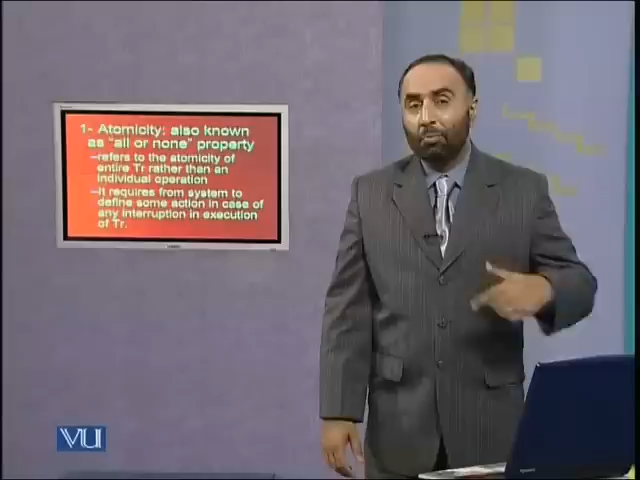 1- Atomicity: also known
as "all or none" property
–refers to the atomicity of
entire Tr rather than an
individual operation
–It requires from system to
define some action in case of
any interruption in execution
of Tr.
VU